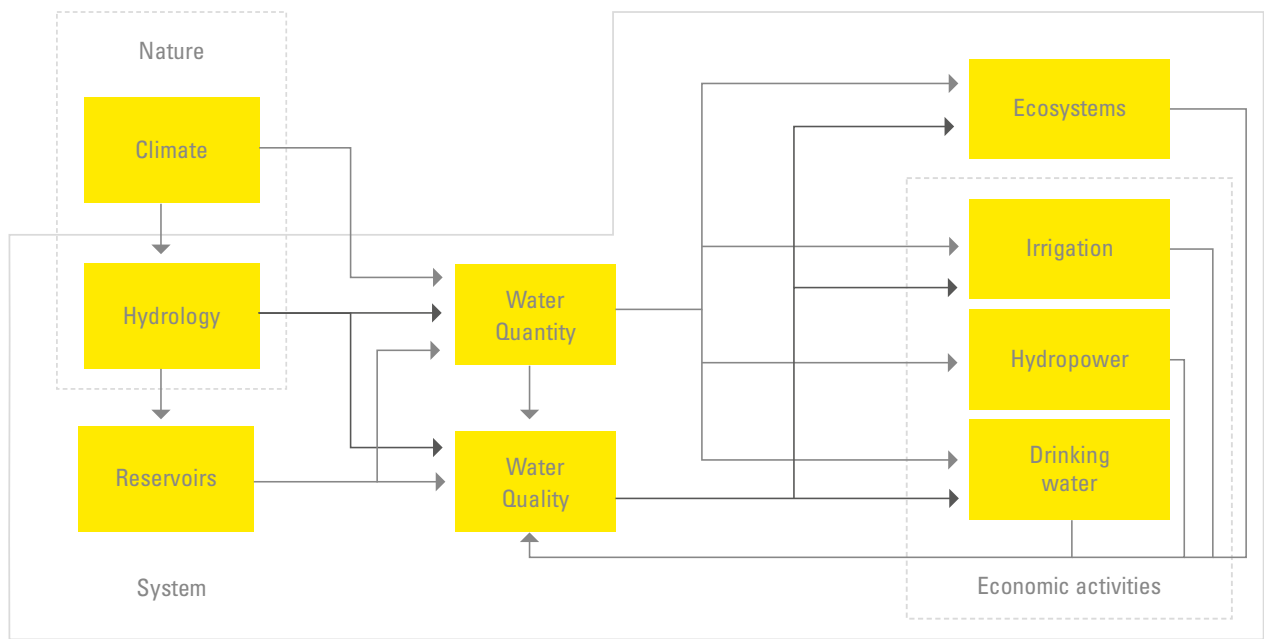 Nature
Climate
Hydrology
Reservoirs
System
Water
Quantity
Water
Quality
Ecosystems
Irrigation
Hydropower
Drinking
water
Economic activities